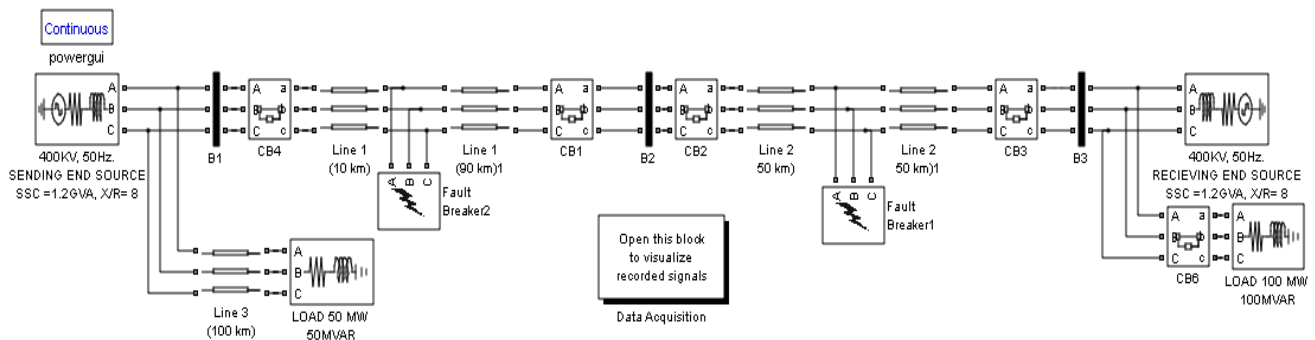 Continuous
powergui
A
B
C
400KV, 50Hz.
SENDING END SOURCE
SSC =1.2GVA, X/R= 8
B1
A a
B b
C c
CB4
Line 1
(10 km)
Line 1
(90 km)1
A B C
Fault
Breaker2
A a
B b
C c
CB1
B2
A a
B b
C c
CB2
Line 2
50 km)
Line 2
50 km)1
A B C
Fault
Breaker1
A a
B b
C c
CB3
B3
A
B
C
400KV, 50Hz.
RECIEVING END SOURCE
SSC =1.2GVA, X/R= 8
A a
B b
C c
CB6
A
B
C
LOAD 100 MW
100MVAR
Line 3
(100 km)
A
B
C
LOAD 50 MW
50MVAR
Open this block
to visualize
recorded signals
Data Acquisition